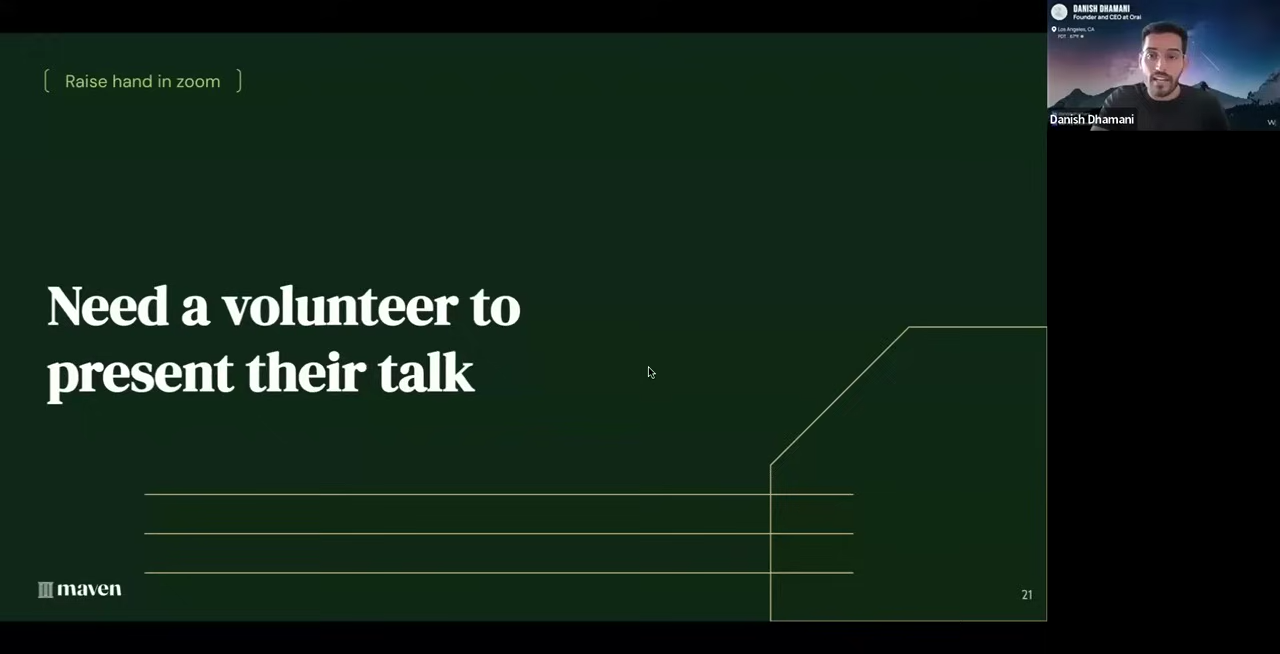 [ Raise hand in zoom ]
Need a volunteer to
present their talk
maven
21
DANISH DHAMANI
Founder and CEO at Orai
Los Angeles, CA
Danish Dhamani